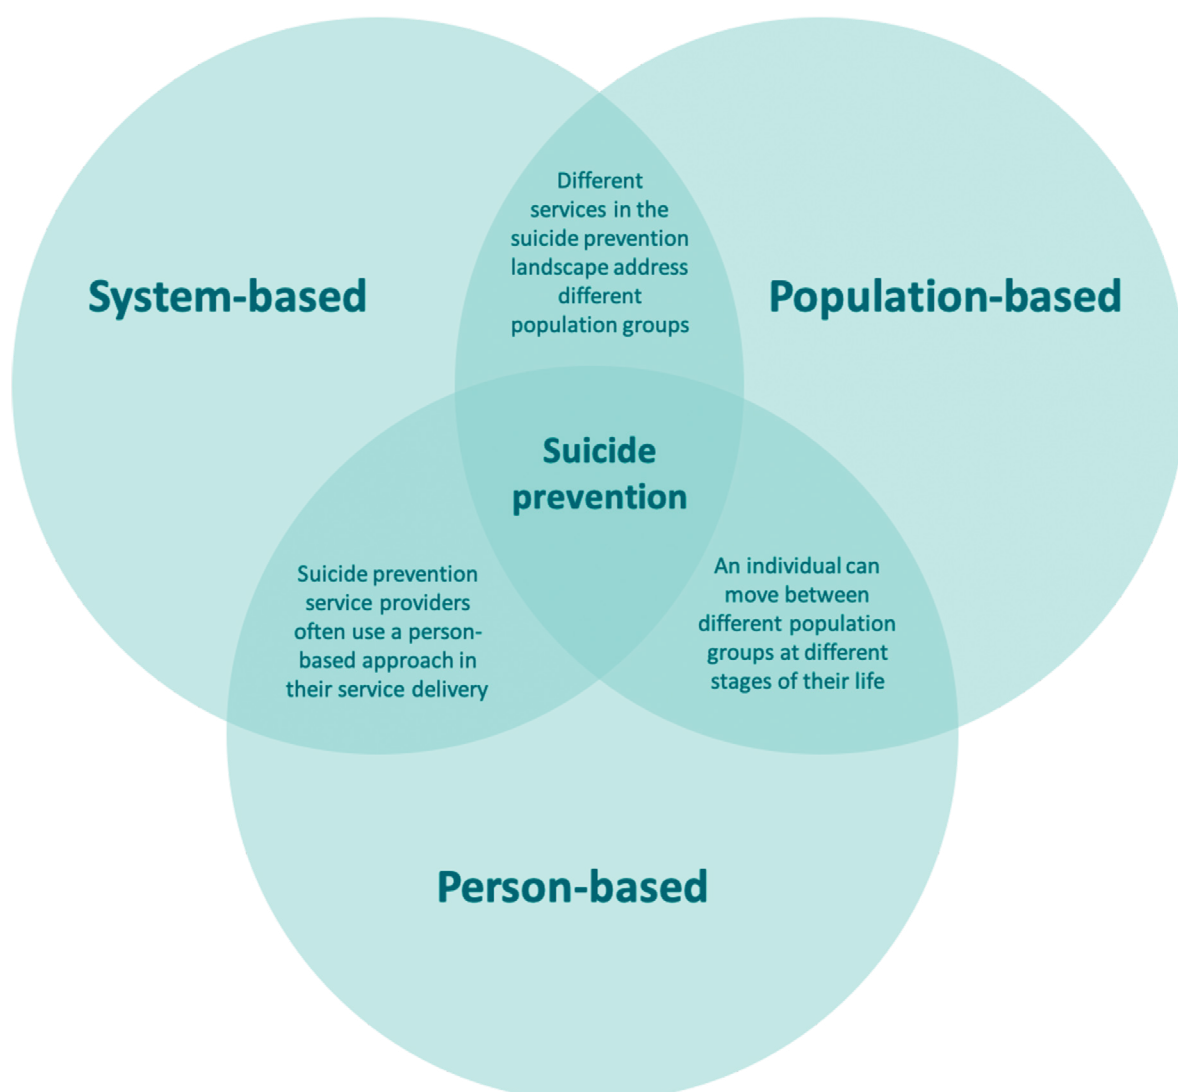 Different
services in the
suicide prevention
landscape address
different
population groups
System-based
Population-based
Suicide
prevention
Suicide prevention
service providers
often use a person-
based approach in
their service delivery
An individual can
move between
different population
groups at different
stages of their life
Person-based